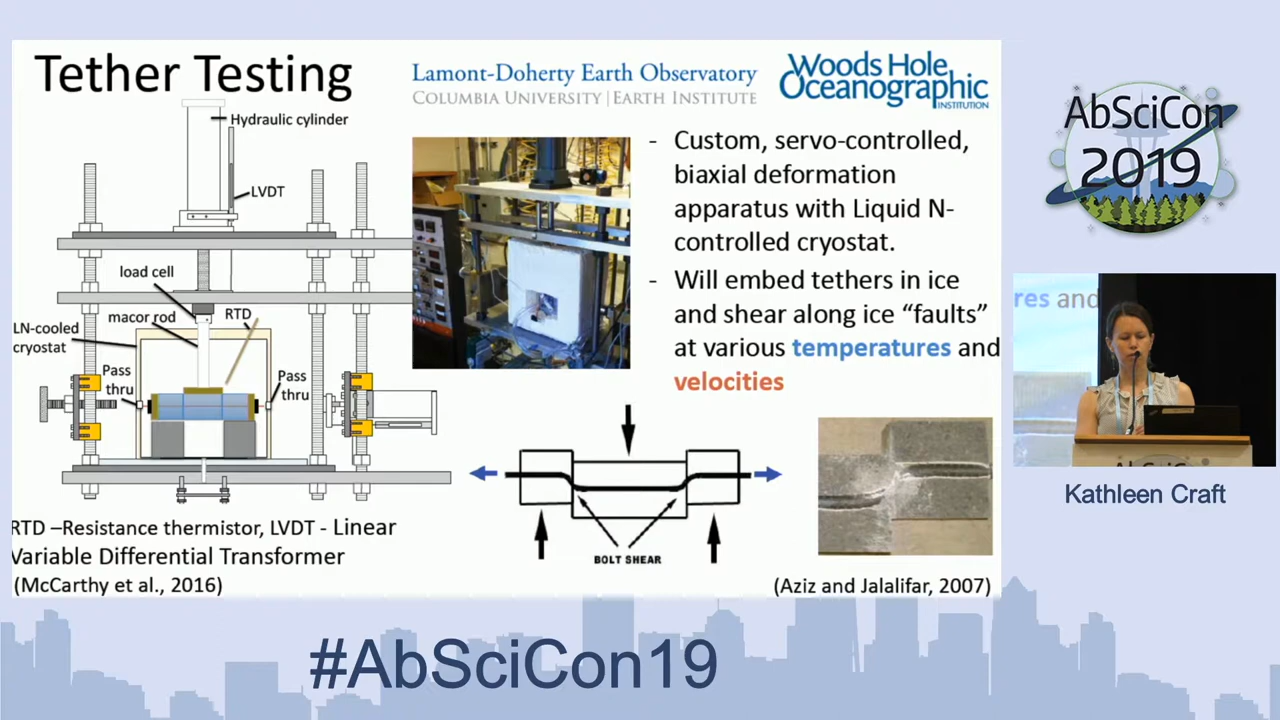 Tether Testing
Lamont-Doherty Earth Observatory
COLUMBIA UNIVERSITY | EARTH INSTITUTE
Woods Hole
Oceanographic
INSTITUTION
Hydraulic cylinder
LVDT
load cell
macor rod
RTD
LN-cooled
cryostat
Pass
thru
Pass
thru
- Custom, servo-controlled,
biaxial deformation
apparatus with Liquid N-
controlled cryostat.
- Will embed tethers in ice
and shear along ice “faults”
at various temperatures and
velocities
BOLT SHEAR
RTD –Resistance thermistor, LVDT - Linear
Variable Differential Transformer
(McCarthy et al., 2016)
(Aziz and Jalalifar, 2007)
AbSciCon
2019
res and
AbSciCon
Kathleen Craft
#AbSciCon19